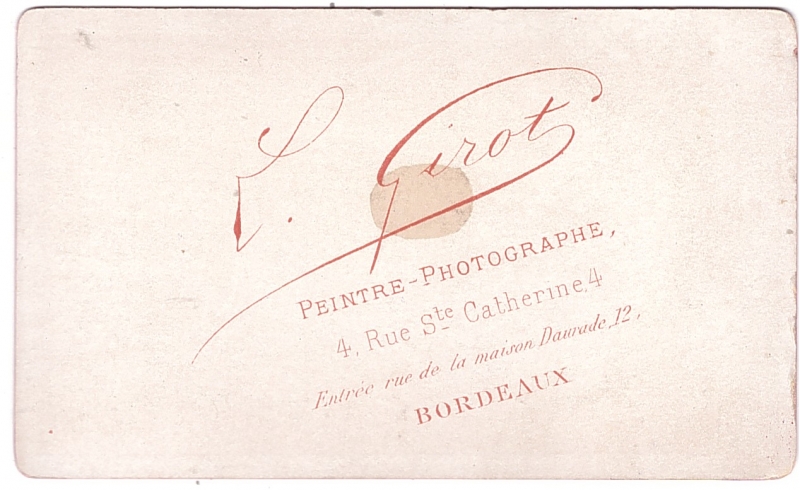 L. Girot
PEINTRE-PHOTOGRAPHE,
4, Rue Ste Catherine, 4
Entrée rue de la maison Daurade, 12,
BORDEAUX